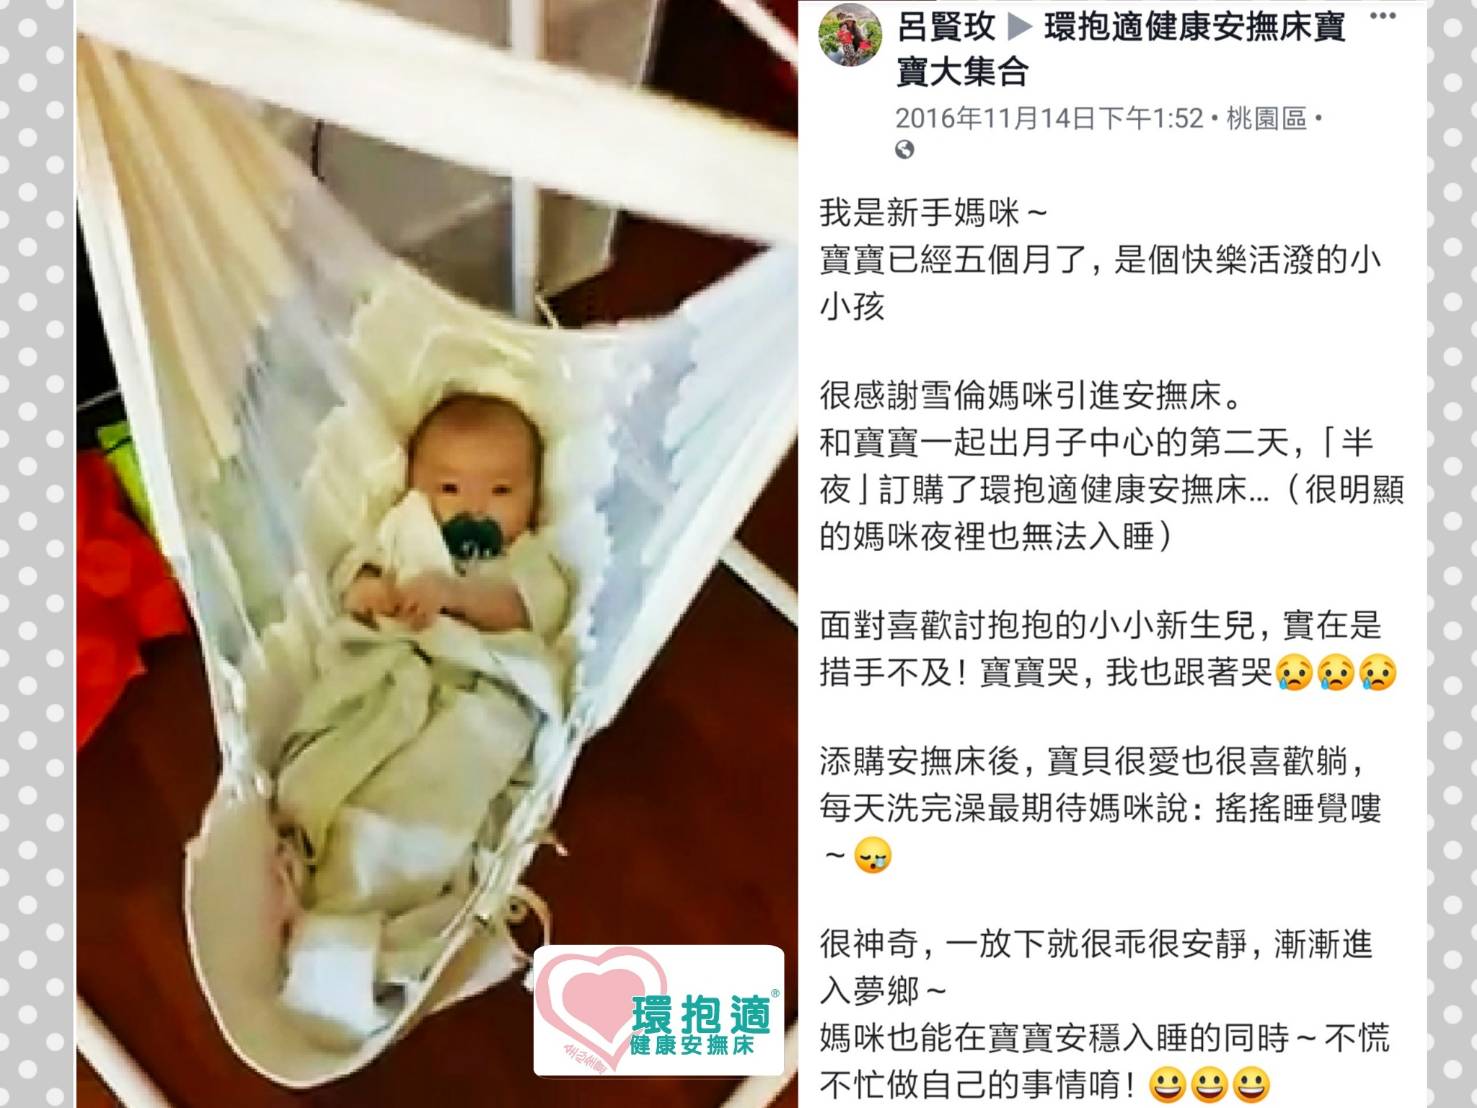 呂賢玫 ▶ 環抱適健康安撫床寶
寶大集合
2016年11月14日下午1:52 • 桃園區 •
我是新手媽咪～
寶寶已經五個月了，是個快樂活潑的小
小孩
很感謝雪倫媽咪引進安撫床。
和寶寶一起出月子中心的第二天，「半
夜」訂購了環抱適健康安撫床...（很明顯
的媽咪夜裡也無法入睡）
面對喜歡討抱抱的小小新生兒，實在是
措手不及！寶寶哭，我也跟著哭😢😢😢
添購安撫床後，寶貝很愛也很喜歡躺，
每天洗完澡最期待媽咪說：搖搖睡覺嘍
～😪
很神奇，一放下就很乖很安靜，漸漸進
入夢鄉～
媽咪也能在寶寶安穩入睡的同時～不慌
不忙做自己的事情唷！😀😀😀
環抱適®
健康安撫床